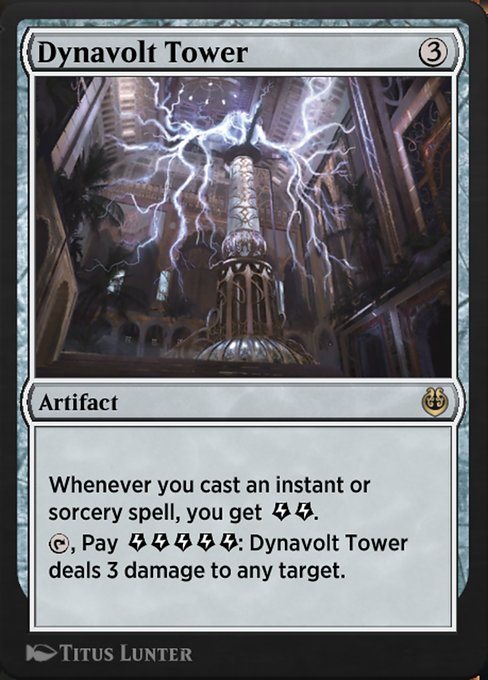 Dynavolt Tower 3
Artifact
Whenever you cast an instant or
sorcery spell, you get
, Pay : Dynavolt Tower
deals 3 damage to any target.
Titus Lunter